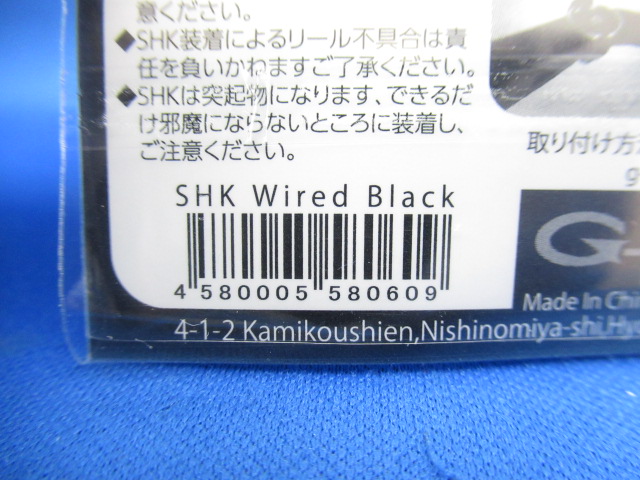 意ください。
◆SHK装着によるリール不具合は責
任を負いかねますご了承ください。
◆SHKは突起物になります、できるだ
け邪魔にならないところに装着し、
ご注意ください。
取り付け方
SHK Wired Black
4 580005 580609
G-
Made In Chi
4-1-2 Kamikoushien,Nishinomiya-shi,Hy